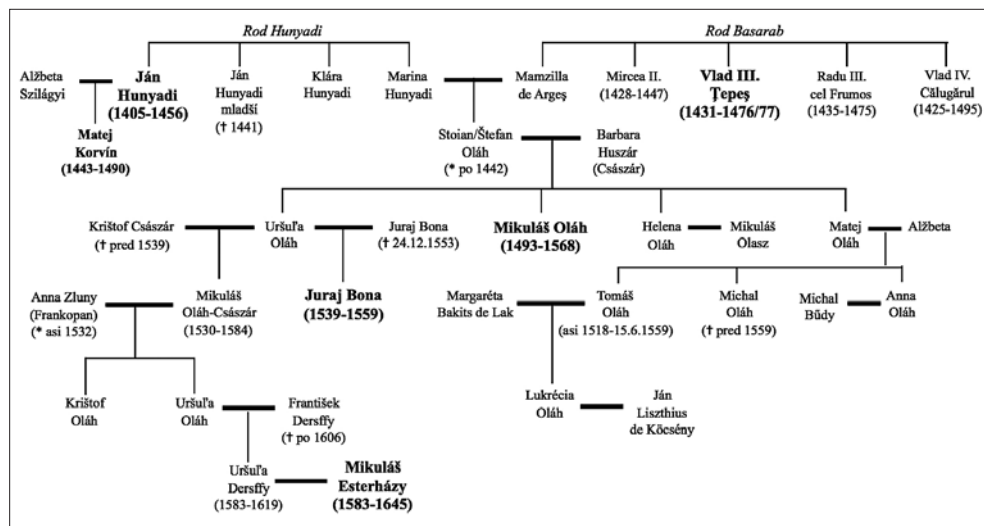 Rod Hunyadi
Rod Basarab
Alžbeta
Szilágyi
Ján
Hunyadi
(1405-1456)
Ján
Hunyadi
mladší
(† 1441)
Klára
Hunyadi
Marina
Hunyadi
Mamzilla
de Argeş
Mircea II.
(1428-1447)
Vlad III.
Ţepeş
(1431-1476/77)
Radu III.
cel Frumos
(1435-1475)
Vlad IV.
Călugărul
(1425-1495)
Matej
Korvín
(1443-1490)
Stoian/Štefan
Oláh
(* po 1442)
Barbara
Huszár
(Császár)
Krištof Császár
(† pred 1539)
Uršuľa
Oláh
Juraj Bona
(† 24.12.1553)
Mikuláš Oláh
(1493-1568)
Helena
Oláh
Mikuláš
Olasz
Matej
Oláh
Alžbeta
Anna Zluny
(Frankopan)
(* asi 1532)
Mikuláš
Oláh-Császár
(1530-1584)
Juraj Bona
(1539-1559)
Margaréta
Bakits de Lak
Tomáš
Oláh
(asi 1518-15.6.1559)
Michal
Oláh
(† pred 1559)
Michal
Bűdy
Anna
Oláh
Krištof
Oláh
Uršuľa
Oláh
František
Dersffy
(† po 1606)
Lukrécia
Oláh
Ján
Liszthius
de Köcsény
Uršuľa
Dersffy
(1583-1619)
Mikuláš
Esterházy
(1583-1645)